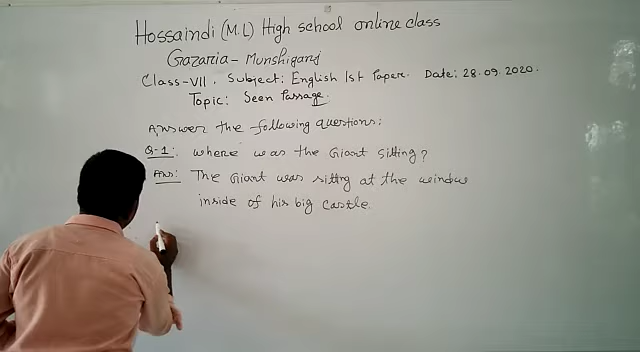 Hossaindi (M.L) High school online class
Gazaria - Munshiganj
Class-VII. Subject: English 1st Paper. Date: 28.09.2020.
Topic: Seen Passage.
Answer the following questions:
Q-1: where was the Giant sitting?
Ans: The Giant was sittg at the window
inside of his big castle.